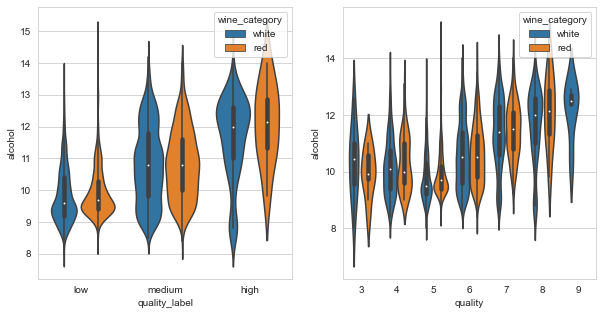 wine_category
white
red
15
14
13
12
11
10
9
8
alcohol
low medium high
quality_label
wine_category
white
red
14
12
10
8
alcohol
3 4 5 6 7 8 9
quality